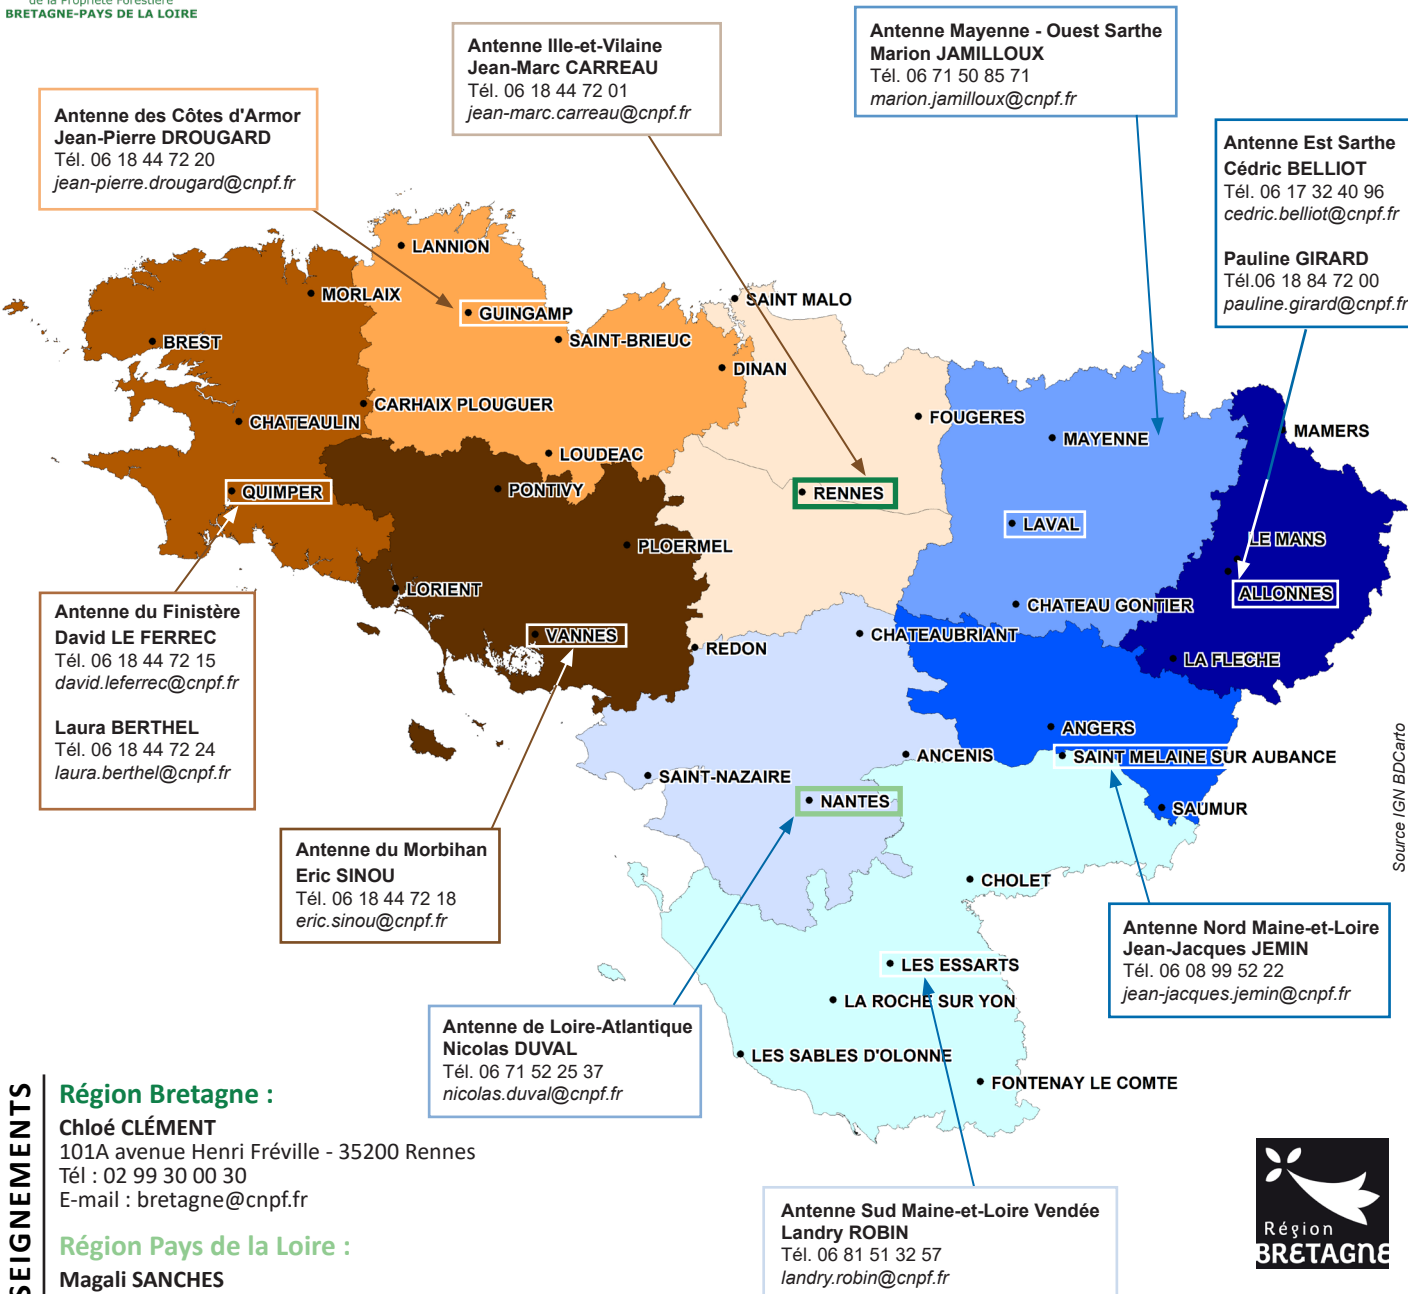 de la Propriété Forestière
BRETAGNE-PAYS DE LA LOIRE
Antenne Ille-et-Vilaine
Jean-Marc CARREAU
Tél. 06 18 44 72 01
jean-marc.carreau@cnpf.fr
Antenne Mayenne - Ouest Sarthe
Marion JAMILLOUX
Tél. 06 71 50 85 71
marion.jamilloux@cnpf.fr
Antenne des Côtes d'Armor
Jean-Pierre DROUGARD
Tél. 06 18 44 72 20
jean-pierre.drougard@cnpf.fr
Antenne Est Sarthe
Cédric BELLIOT
Tél. 06 17 32 40 96
cedric.belliot@cnpf.fr
Pauline GIRARD
Tél.06 18 84 72 00
pauline.girard@cnpf.fr
LANNION
MORLAIX
GUINGAMP
SAINT MALO
BREST
SAINT-BRIEUC
DINAN
CARHAIX PLOUGUER
CHATEAULIN
FOUGERES
MAYENNE
MAMERS
LOUDEAC
QUIMPER
PONTIVY
RENNES
LAVAL
LE MANS
PLOERMEL
ALLONNES
LORIENT
CHATEAU GONTIER
VANNES
REDON
CHATEAUBRIANT
LA FLECHE
ANGERS
ANCENIS
SAINT MELAINE SUR AUBANCE
SAINT-NAZAIRE
NANTES
SAUMUR
CHOLET
LES ESSARTS
LA ROCHE SUR YON
LES SABLES D'OLONNE
FONTENAY LE COMTE
Antenne du Finistère
David LE FERREC
Tél. 06 18 44 72 15
david.leferrec@cnpf.fr
Laura BERTHEL
Tél. 06 18 44 72 24
laura.berthel@cnpf.fr
Antenne du Morbihan
Eric SINOU
Tél. 06 18 44 72 18
eric.sinou@cnpf.fr
Source IGN BDCarto
Antenne Nord Maine-et-Loire
Jean-Jacques JEMIN
Tél. 06 08 99 52 22
jean-jacques.jemin@cnpf.fr
Antenne de Loire-Atlantique
Nicolas DUVAL
Tél. 06 71 52 25 37
nicolas.duval@cnpf.fr
Antenne Sud Maine-et-Loire Vendée
Landry ROBIN
Tél. 06 81 51 32 57
landry.robin@cnpf.fr
SEIGNEMENTS
Région Bretagne :
Chloé CLÉMENT
101A avenue Henri Fréville - 35200 Rennes
Tél : 02 99 30 00 30
E-mail : bretagne@cnpf.fr
Région Pays de la Loire :
Magali SANCHES
Région
BRETAGNE